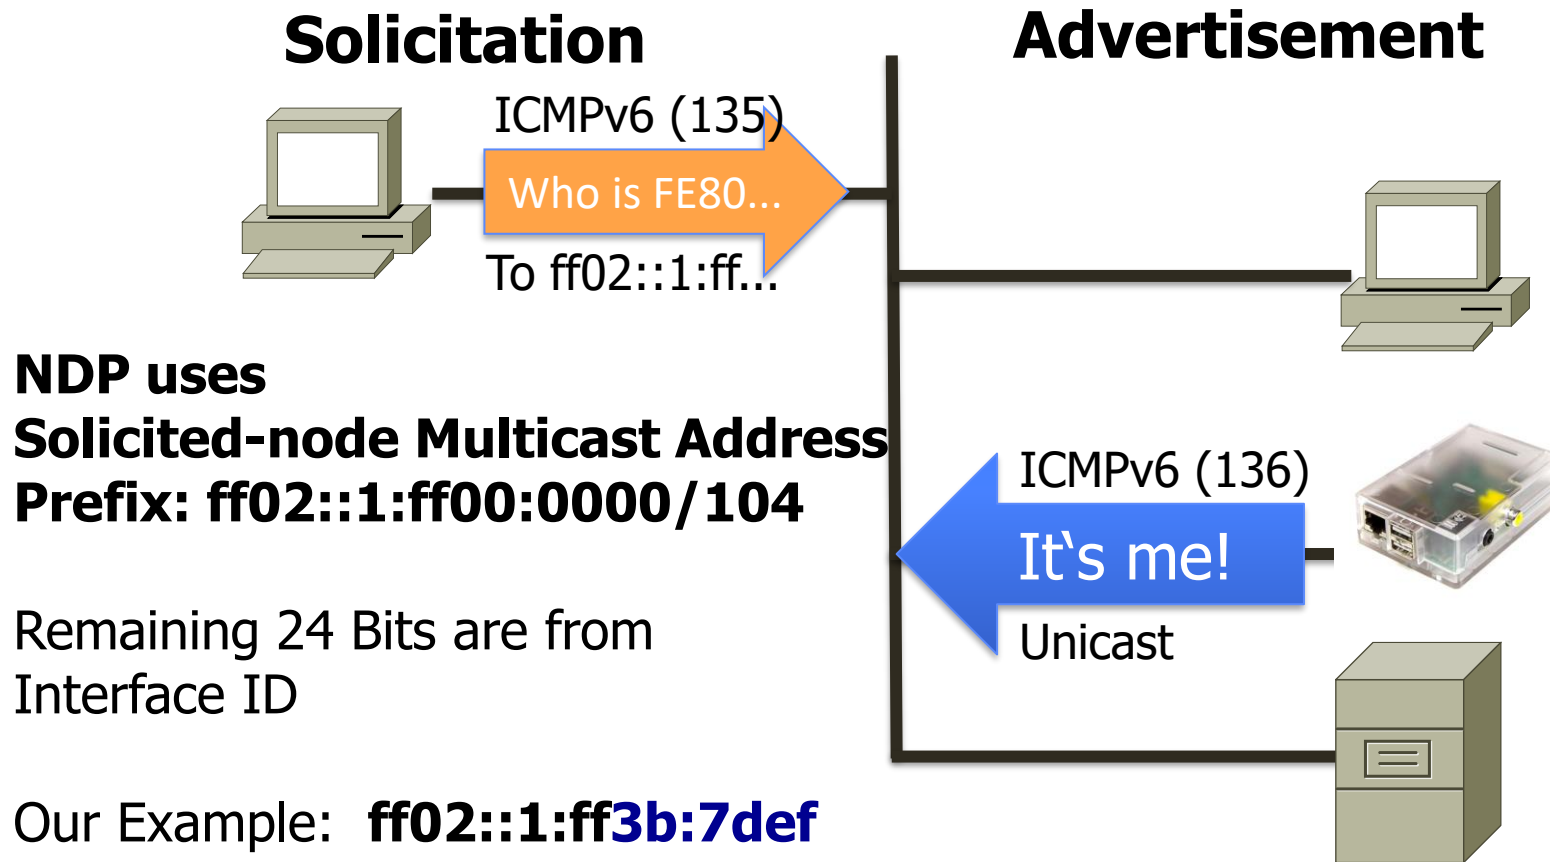 Solicitation
Advertisement
ICMPv6 (135)
Who is FE80...
To ff02::1:ff...
NDP uses
Solicited-node Multicast Address
Prefix: ff02::1:ff00:0000/104
ICMPv6 (136)
It‘s me!
Unicast
Remaining 24 Bits are from
Interface ID
Our Example: ff02::1:ff3b:7def